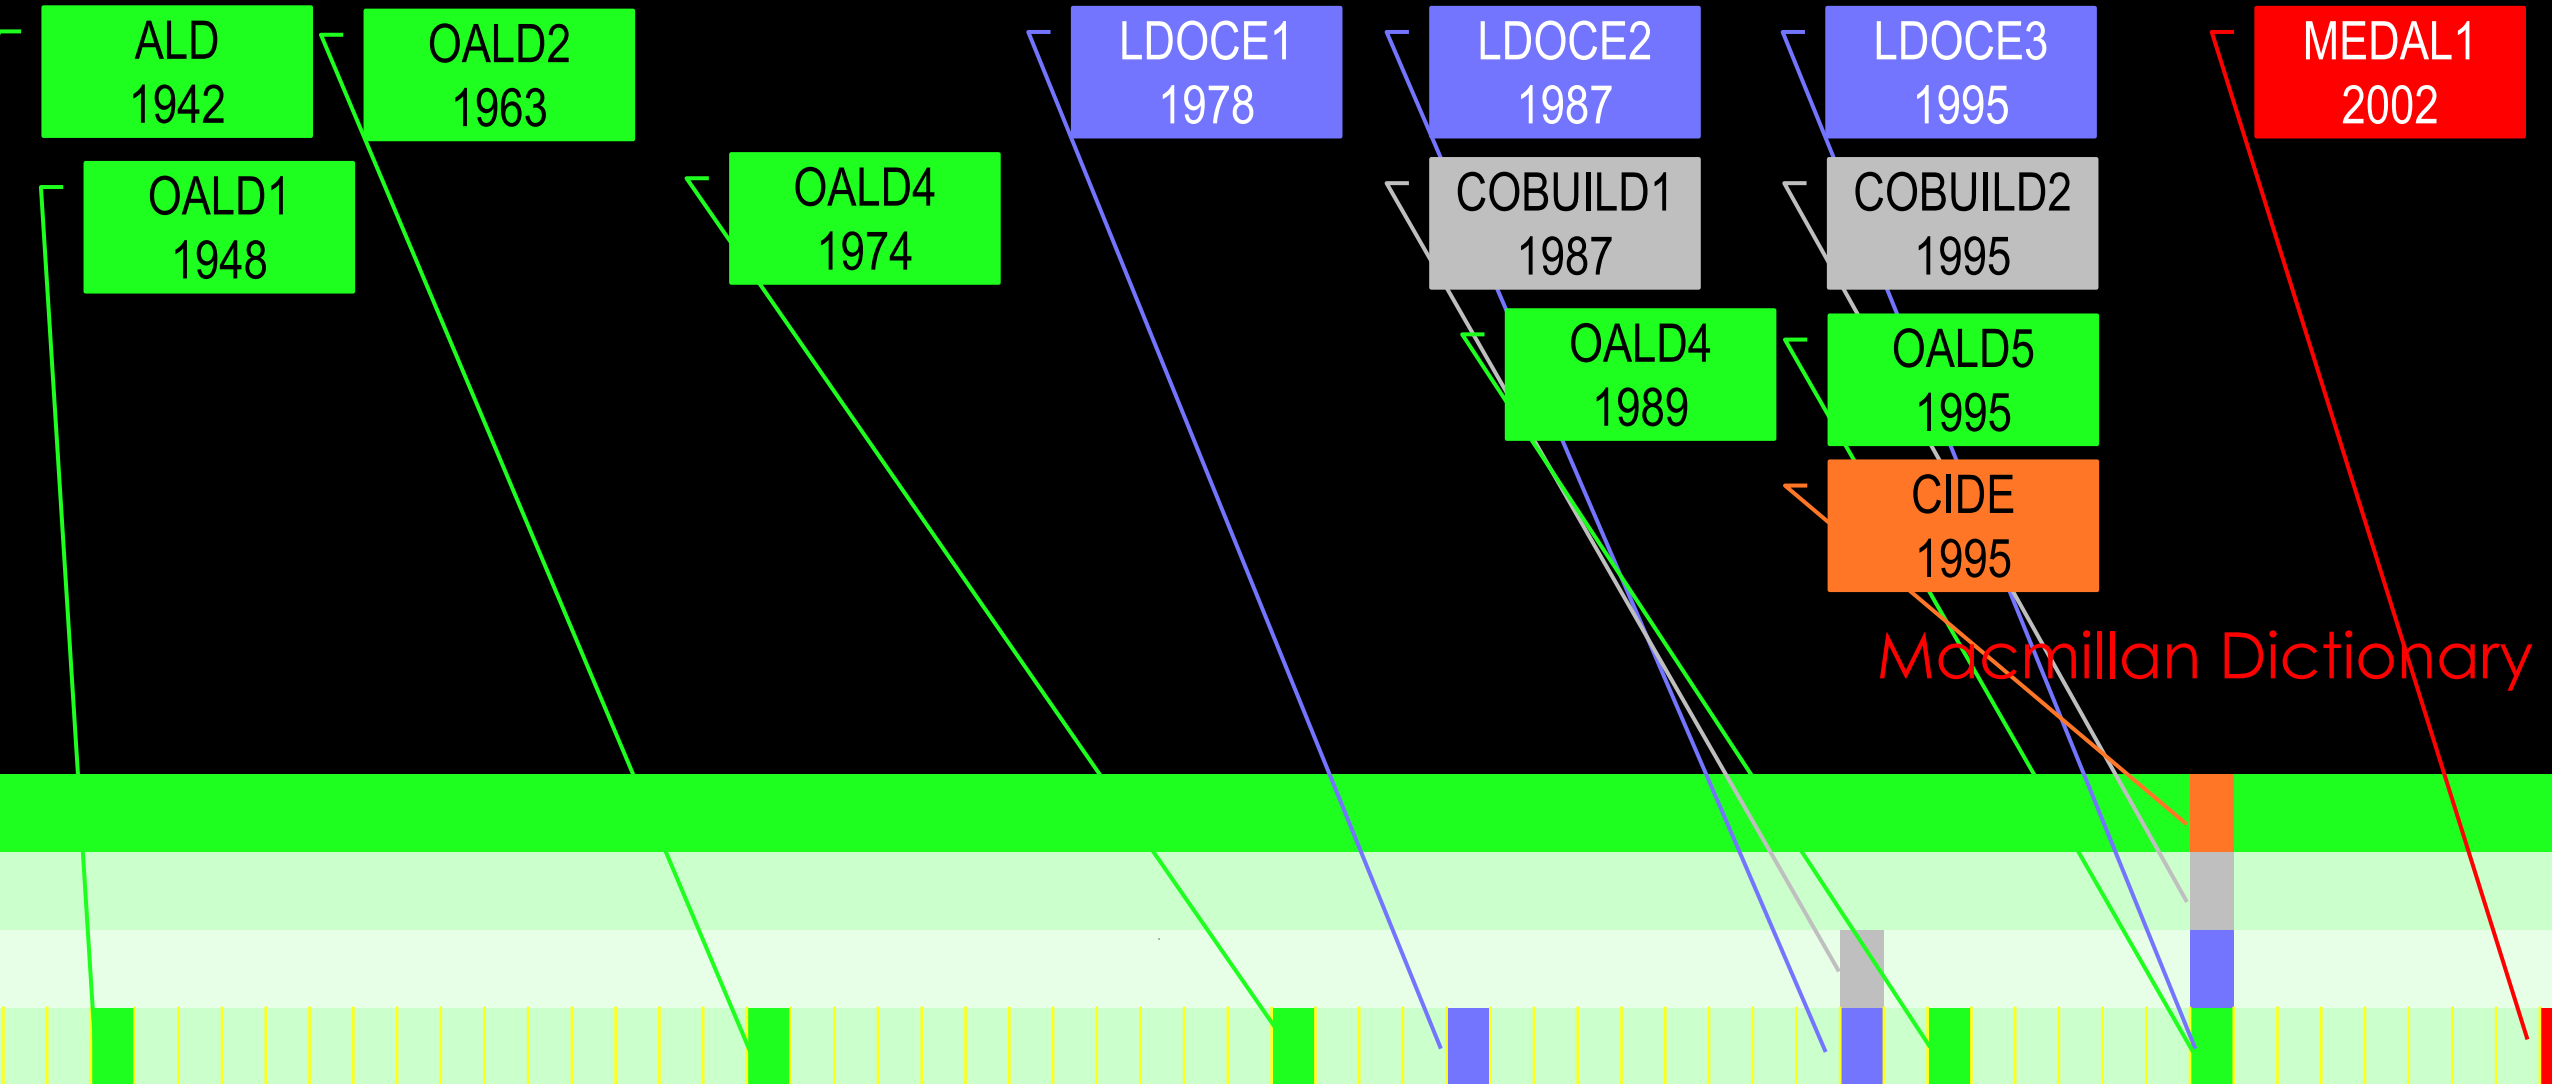 ALD
1942
OALD2
1963
LDOCE1
1978
LDOCE2
1987
LDOCE3
1995
MEDAL1
2002
OALD1
1948
OALD4
1974
COBUILD1
1987
COBUILD2
1995
OALD4
1989
OALD5
1995
CIDE
1995
Macmillan Dictionary